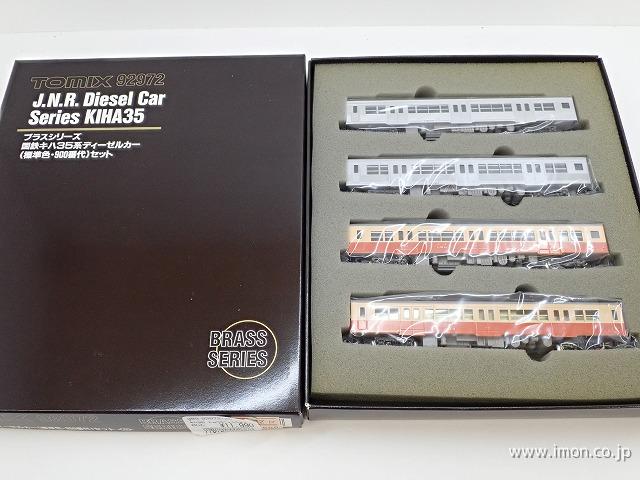 TOMIX 92972
J.N.R. Diesel Car
Series KIHA35
ブラスシリーズ
国鉄キハ35系ディーゼルカー
(標準色・900番代)セット
BRASS
SERIES
www.imon.co.jp